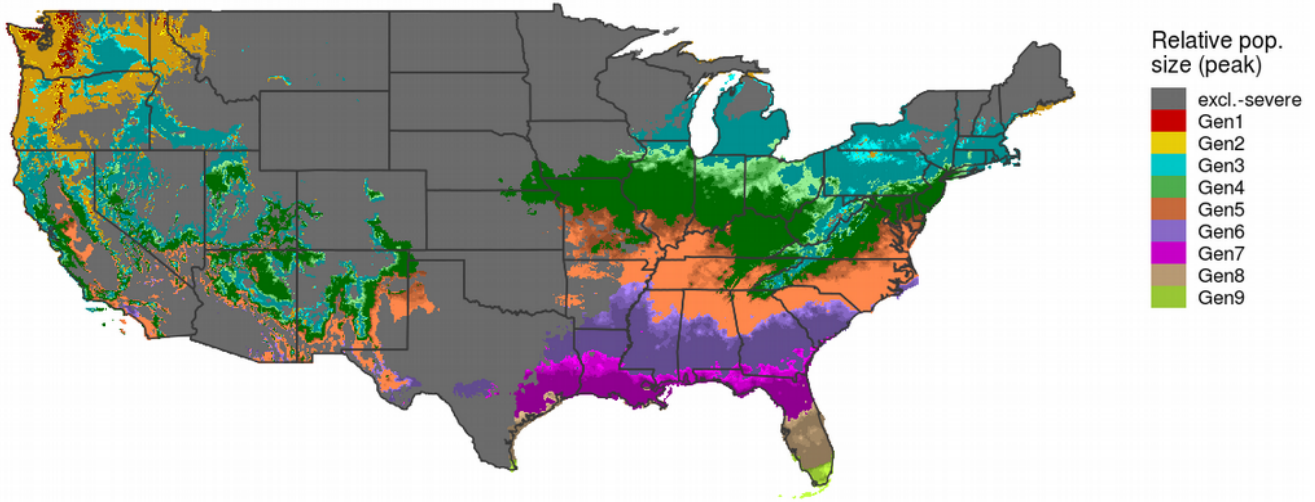 Relative pop.
size (peak)
excl.-severe
Gen1
Gen2
Gen3
Gen4
Gen5
Gen6
Gen7
Gen8
Gen9